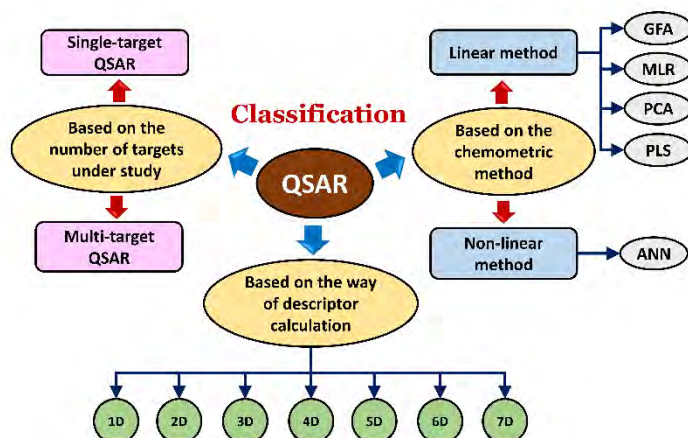 Single-target
QSAR
Linear method
GFA
MLR
PCA
PLS
Classification
Based on the
number of targets
under study
Based on the
chemometric
method
QSAR
Multi-target
QSAR
Non-linear
method
ANN
Based on the way
of descriptor
calculation
1D
2D
3D
4D
5D
6D
7D